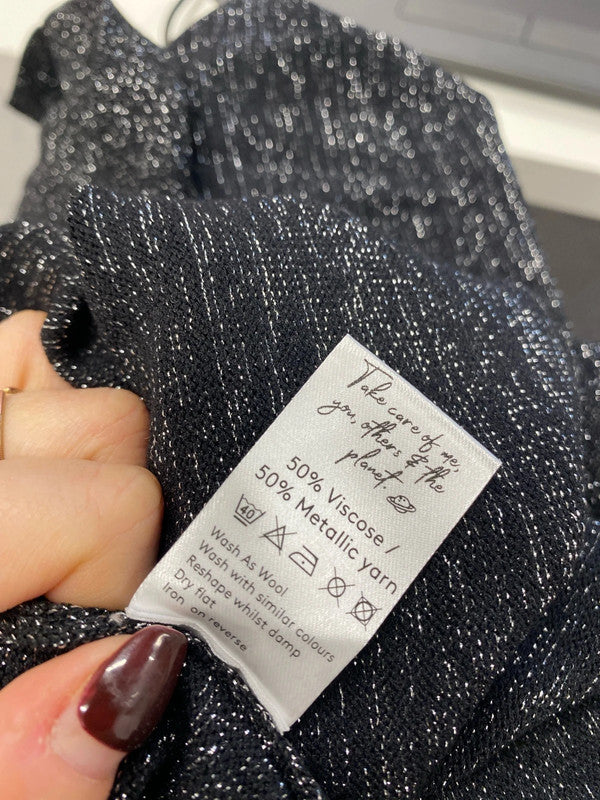 Take care of me,
you, others & the
planet
50% Viscose /
50% Metallic yarn
40
Wash As Wool
Wash with similar colours
Reshape whilst damp
Dry flat
Iron on reverse